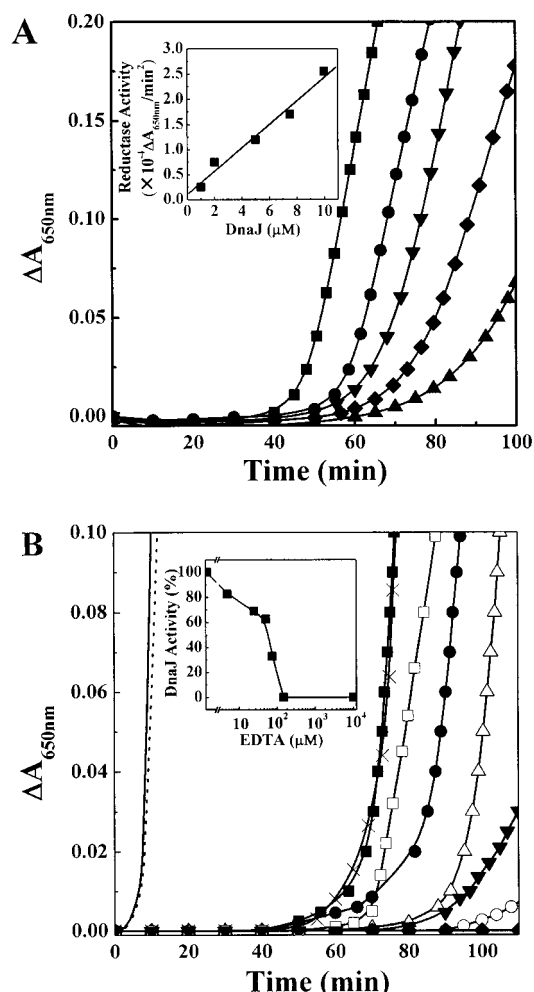 A
0.20
0.15
0.10
0.05
0.00
ΔA650nm
3.0
2.5
2.0
1.5
1.0
0.5
0.0
Reductase Activity
(×10⁻⁴ΔA650nm/min²)
0 2 4 6 8 10
DnaJ (μM)
0 20 40 60 80 100
Time (min)
B
0.10
0.08
0.06
0.04
0.02
0.00
ΔA650nm
100
80
60
40
20
0
DnaJ Activity (%)
10 10² 10³ 10⁴
EDTA (μM)
0 20 40 60 80 100
Time (min)